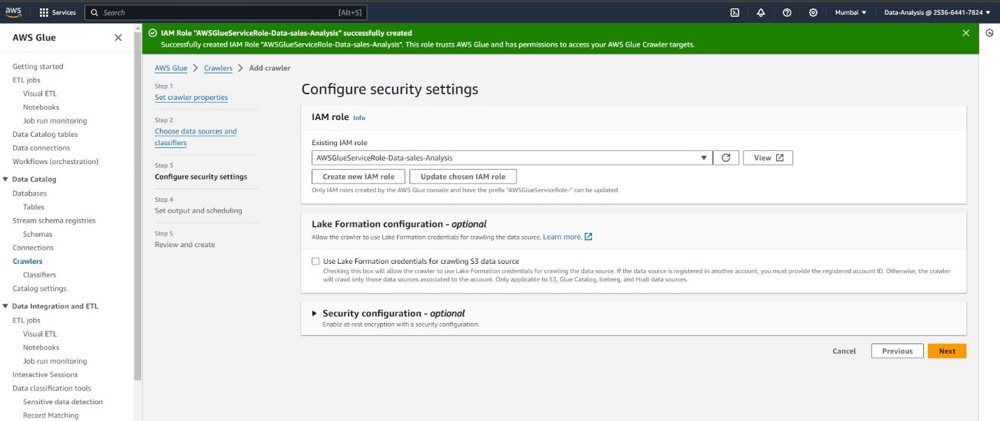 aws
Services
Search
[Alt+S]
Mumbai
Data-Analysis @ 2536-6441-7824
AWS Glue
Getting started
ETL jobs
Visual ETL
Notebooks
Job run monitoring
Data Catalog tables
Data connections
Workflows (orchestration)
Data Catalog
Databases
Tables
Stream schema registries
Schemas
Connections
Crawlers
Classifiers
Catalog settings
Data Integration and ETL
ETL jobs
Visual ETL
Notebooks
Job run monitoring
Interactive Sessions
Data classification tools
Sensitive data detection
Record Matching
IAM Role "AWSGlueServiceRole-Data-sales-Analysis" successfully created
Successfully created IAM Role "AWSGlueServiceRole-Data-sales-Analysis". This role trusts AWS Glue and has permissions to access your AWS Glue Crawler targets.
AWS Glue
Crawlers
Add crawler
Step 1
Set crawler properties
Step 2
Choose data sources and
classifiers
Step 3
Configure security settings
Step 4
Set output and scheduling
Step 5
Review and create
Configure security settings
IAM role Info
Existing IAM role
AWSGlueServiceRole-Data-sales-Analysis
View
Create new IAM role
Update chosen IAM role
Only IAM roles created by the AWS Glue console and have the prefix "AWSGlueServiceRole-" can be updated.
Lake Formation configuration - optional
Allow the crawler to use Lake Formation credentials for crawling the data source. Learn more.
Use Lake Formation credentials for crawling S3 data source
Checking this box will allow the crawler to use Lake Formation credentials for crawling the data source. If the data source is registered in another account, you must provide the registered account ID. Otherwise, the crawler
will crawl only those data sources associated to the account. Only applicable to S3, Glue Catalog, Iceberg, and Hudi data sources.
Security configuration - optional
Enable at-rest encryption with a security configuration.
Cancel
Previous
Next